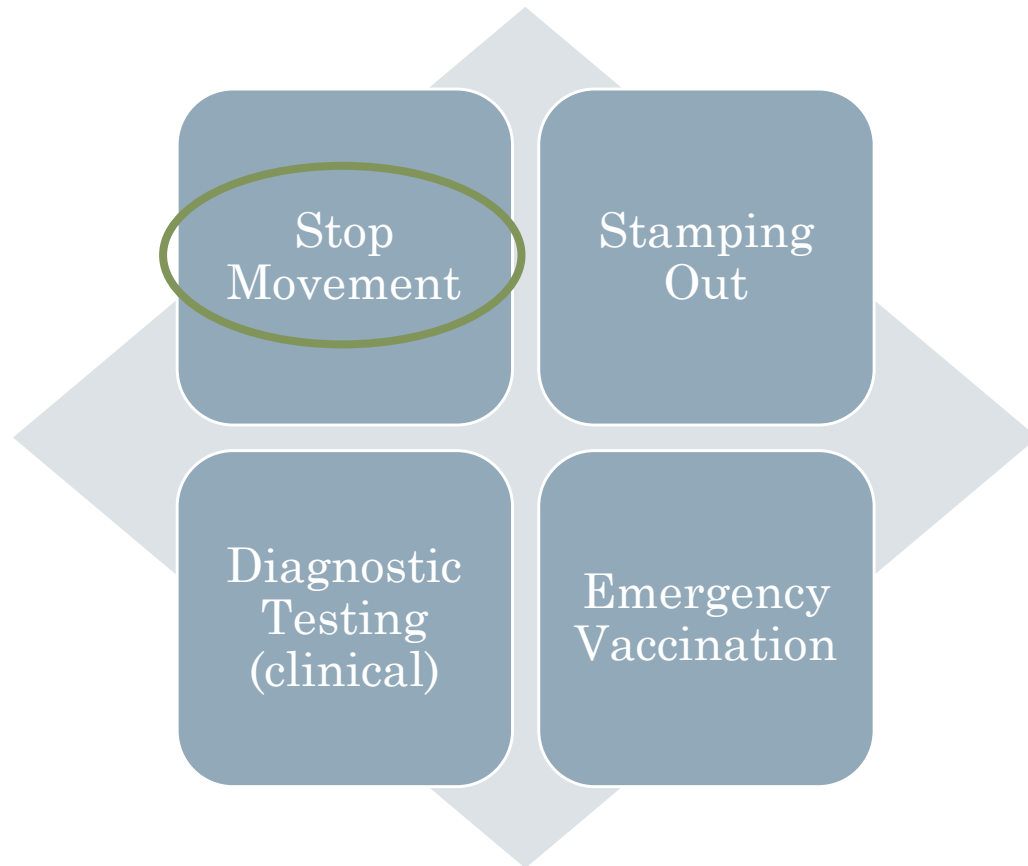 Stop
Movement
Stamping
Out
Diagnostic
Testing
(clinical)
Emergency
Vaccination